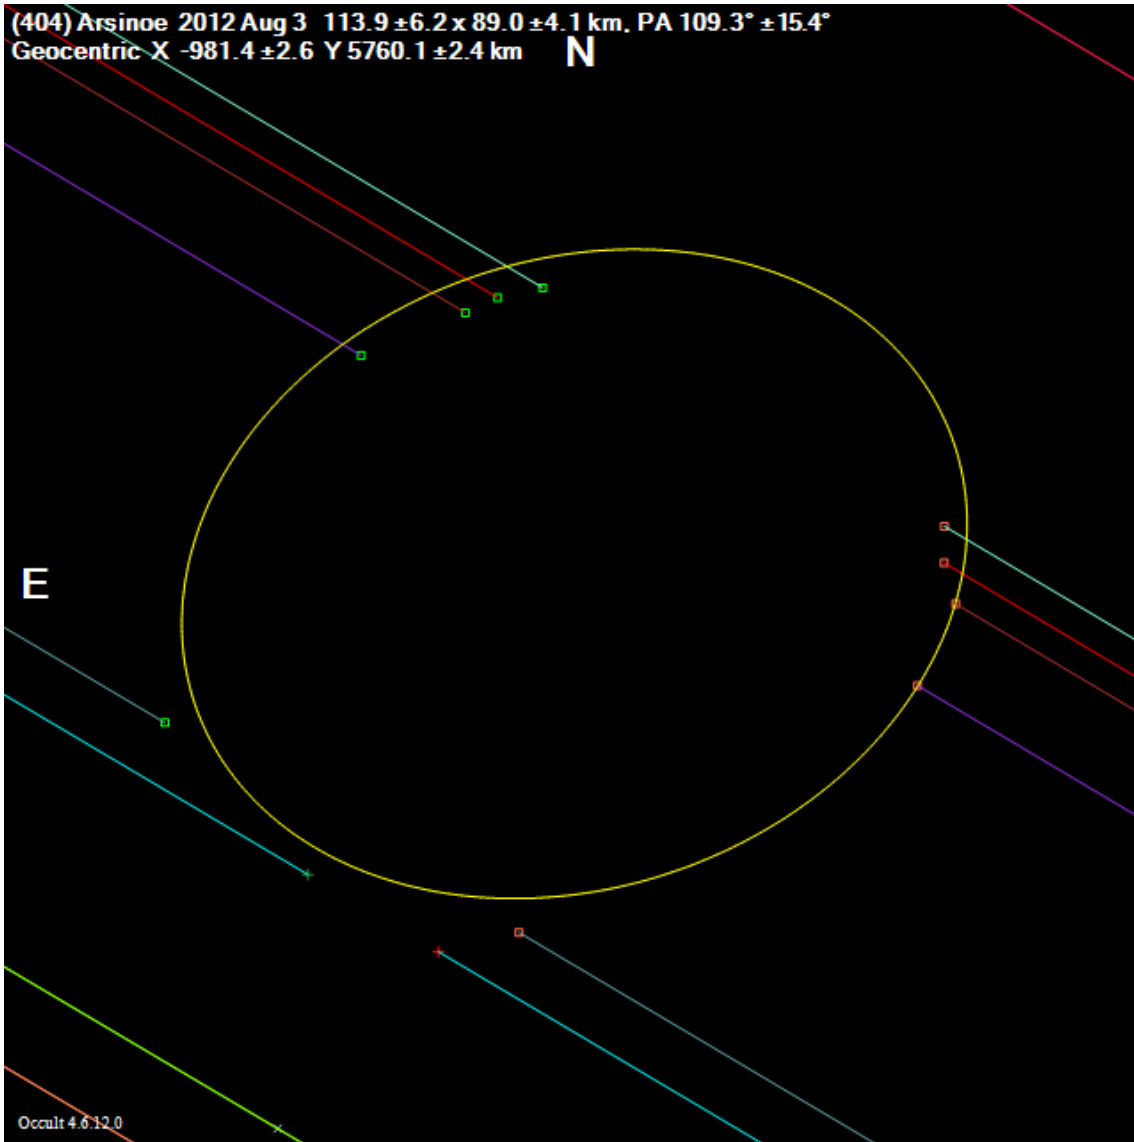 (404) Arsinoe 2012 Aug 3 113.9 ±6.2 x 89.0 ±4.1 km, PA 109.3° ±15.4°
Geocentric X -981.4 ±2.6 Y 5760.1 ±2.4 km
N
E
Occult 4.6.12.0